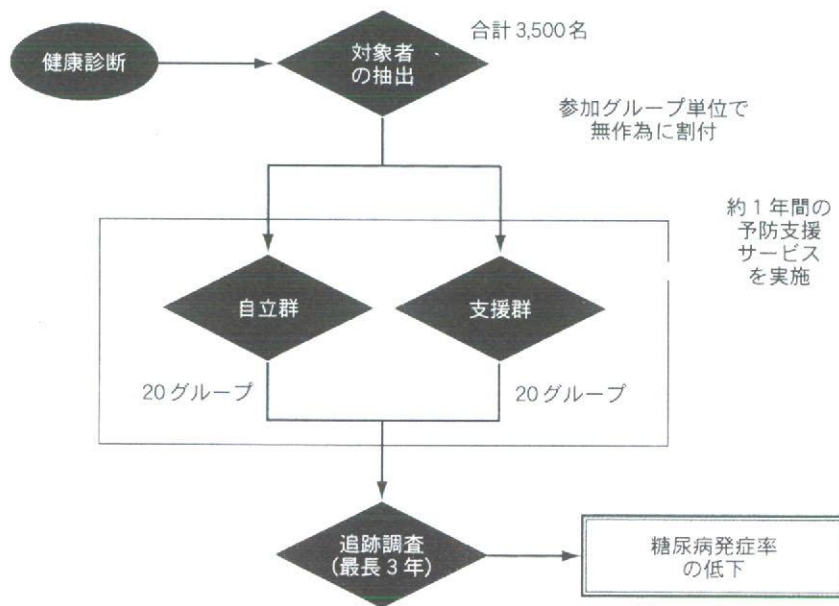 合計3,500名
健康診断
対象者
の抽出
参加グループ単位で
無作為に割付
約1年間の
予防支援
サービス
を実施
自立群
支援群
20グループ
20グループ
追跡調査
(最長3年)
糖尿病発症率
の低下